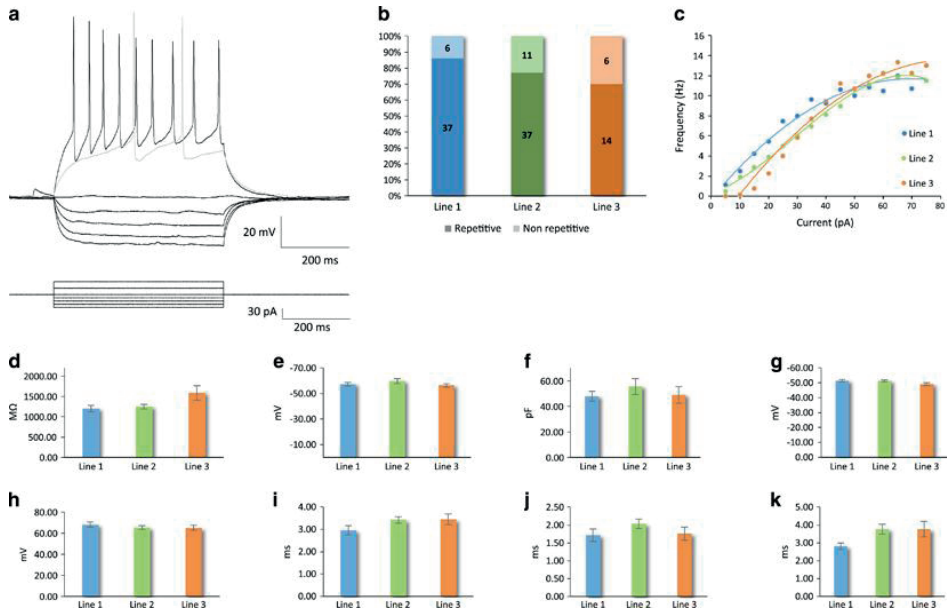 a
20 mV
200 ms
30 pA
200 ms
b
100%
90%
80%
70%
60%
50%
40%
30%
20%
10%
0%
6
37
11
37
6
14
Line 1 Line 2 Line 3
Repetitive Non repetitive
c
Frequency (Hz)
16
14
12
10
8
6
4
2
0
0 10 20 30 40 50 60 70 80
Current (pA)
Line 1
Line 2
Line 3
d
MΩ
2000.00
1500.00
1000.00
500.00
0.00
Line 1 Line 2 Line 3
e
mV
-70.00
-50.00
-30.00
-10.00
Line 1 Line 2 Line 3
f
pF
60.00
40.00
20.00
0.00
Line 1 Line 2 Line 3
g
mV
-60.00
-50.00
-40.00
-30.00
-20.00
-10.00
0.00
Line 1 Line 2 Line 3
h
mV
80.00
60.00
40.00
20.00
0.00
Line 1 Line 2 Line 3
i
ms
4.00
3.00
2.00
1.00
0.00
Line 1 Line 2 Line 3
j
ms
2.50
2.00
1.50
1.00
0.50
0.00
Line 1 Line 2 Line 3
k
ms
5.00
4.00
3.00
2.00
1.00
0.00
Line 1 Line 2 Line 3